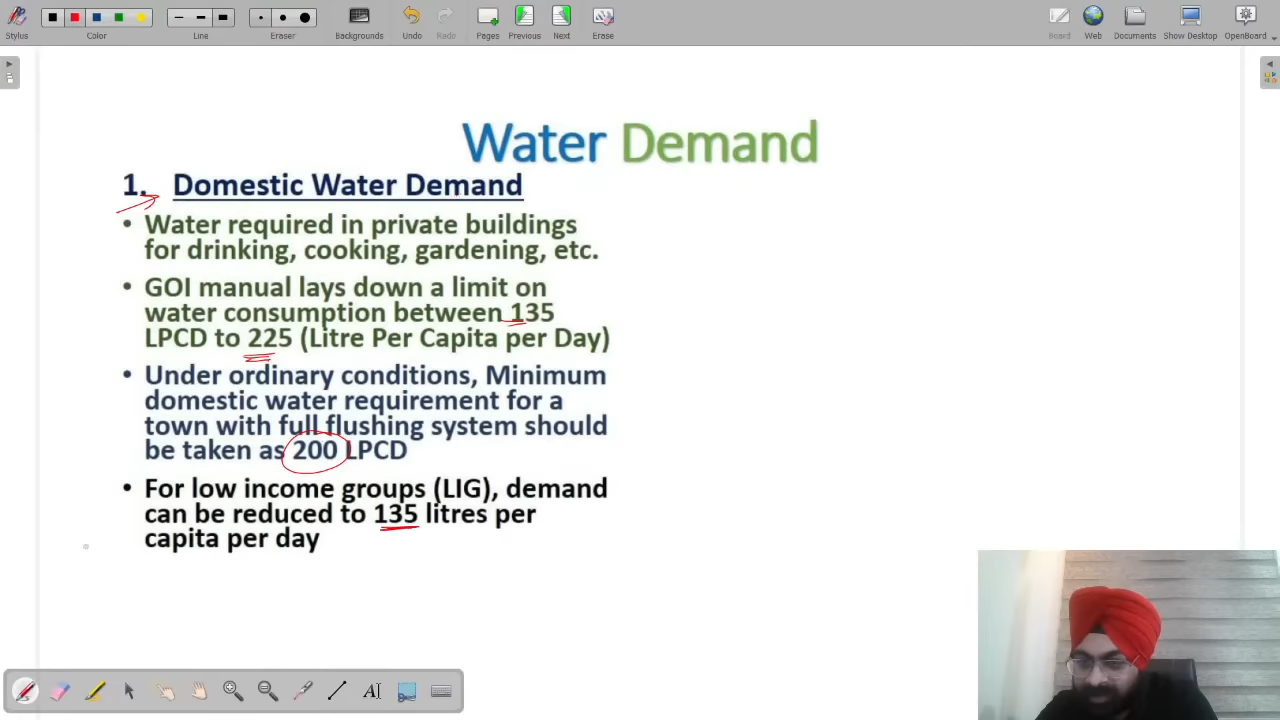 Stylus
Color
Line
Eraser
Backgrounds
Undo
Redo
Pages
Previous
Next
Erase
Board
Web
Documents
Show Desktop
OpenBoard
Water Demand
1. Domestic Water Demand
• Water required in private buildings
for drinking, cooking, gardening, etc.
• GOI manual lays down a limit on
water consumption between 135
LPCD to 225 (Litre Per Capita per Day)
• Under ordinary conditions, Minimum
domestic water requirement for a
town with full flushing system should
be taken as 200 LPCD
• For low income groups (LIG), demand
can be reduced to 135 litres per
capita per day